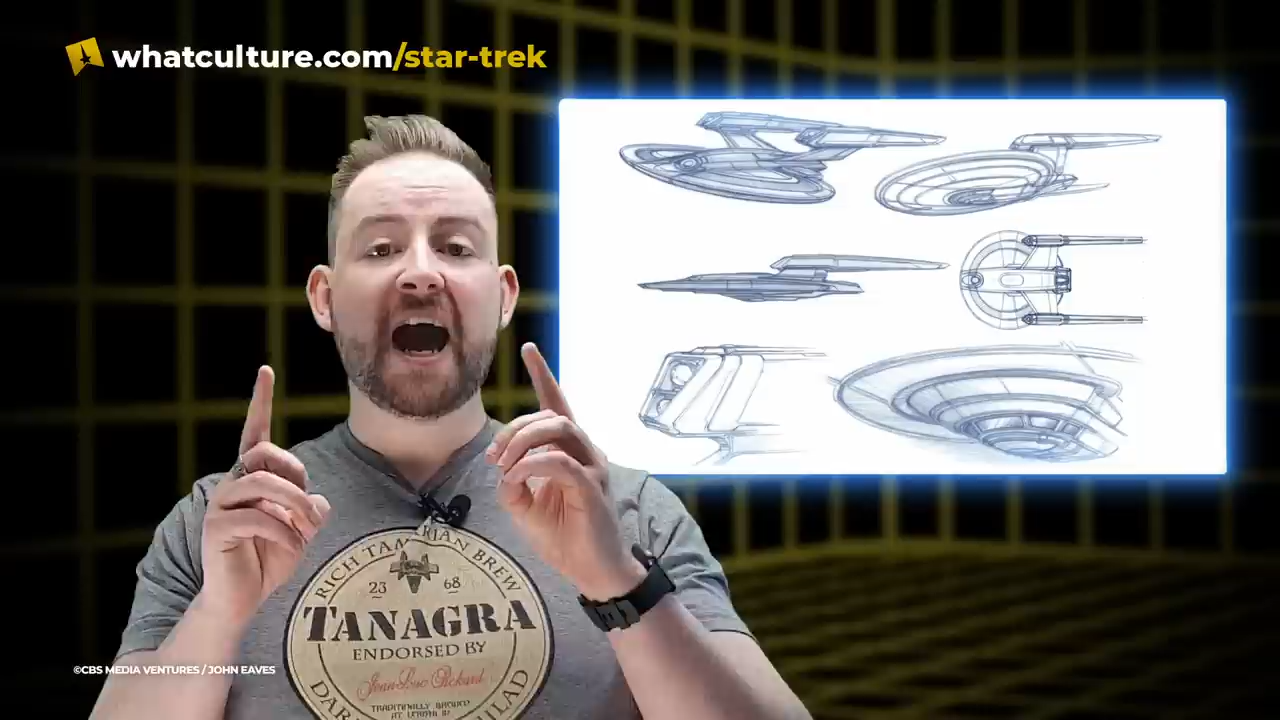 whatculture.com/star-trek
RICH TAMARIAN BREW
23 68
TANAGRA
ENDORSED BY
Jean-Luc Pickard
TRADITIONALLY BREWED
©CBS MEDIA VENTURES / JOHN EAVES